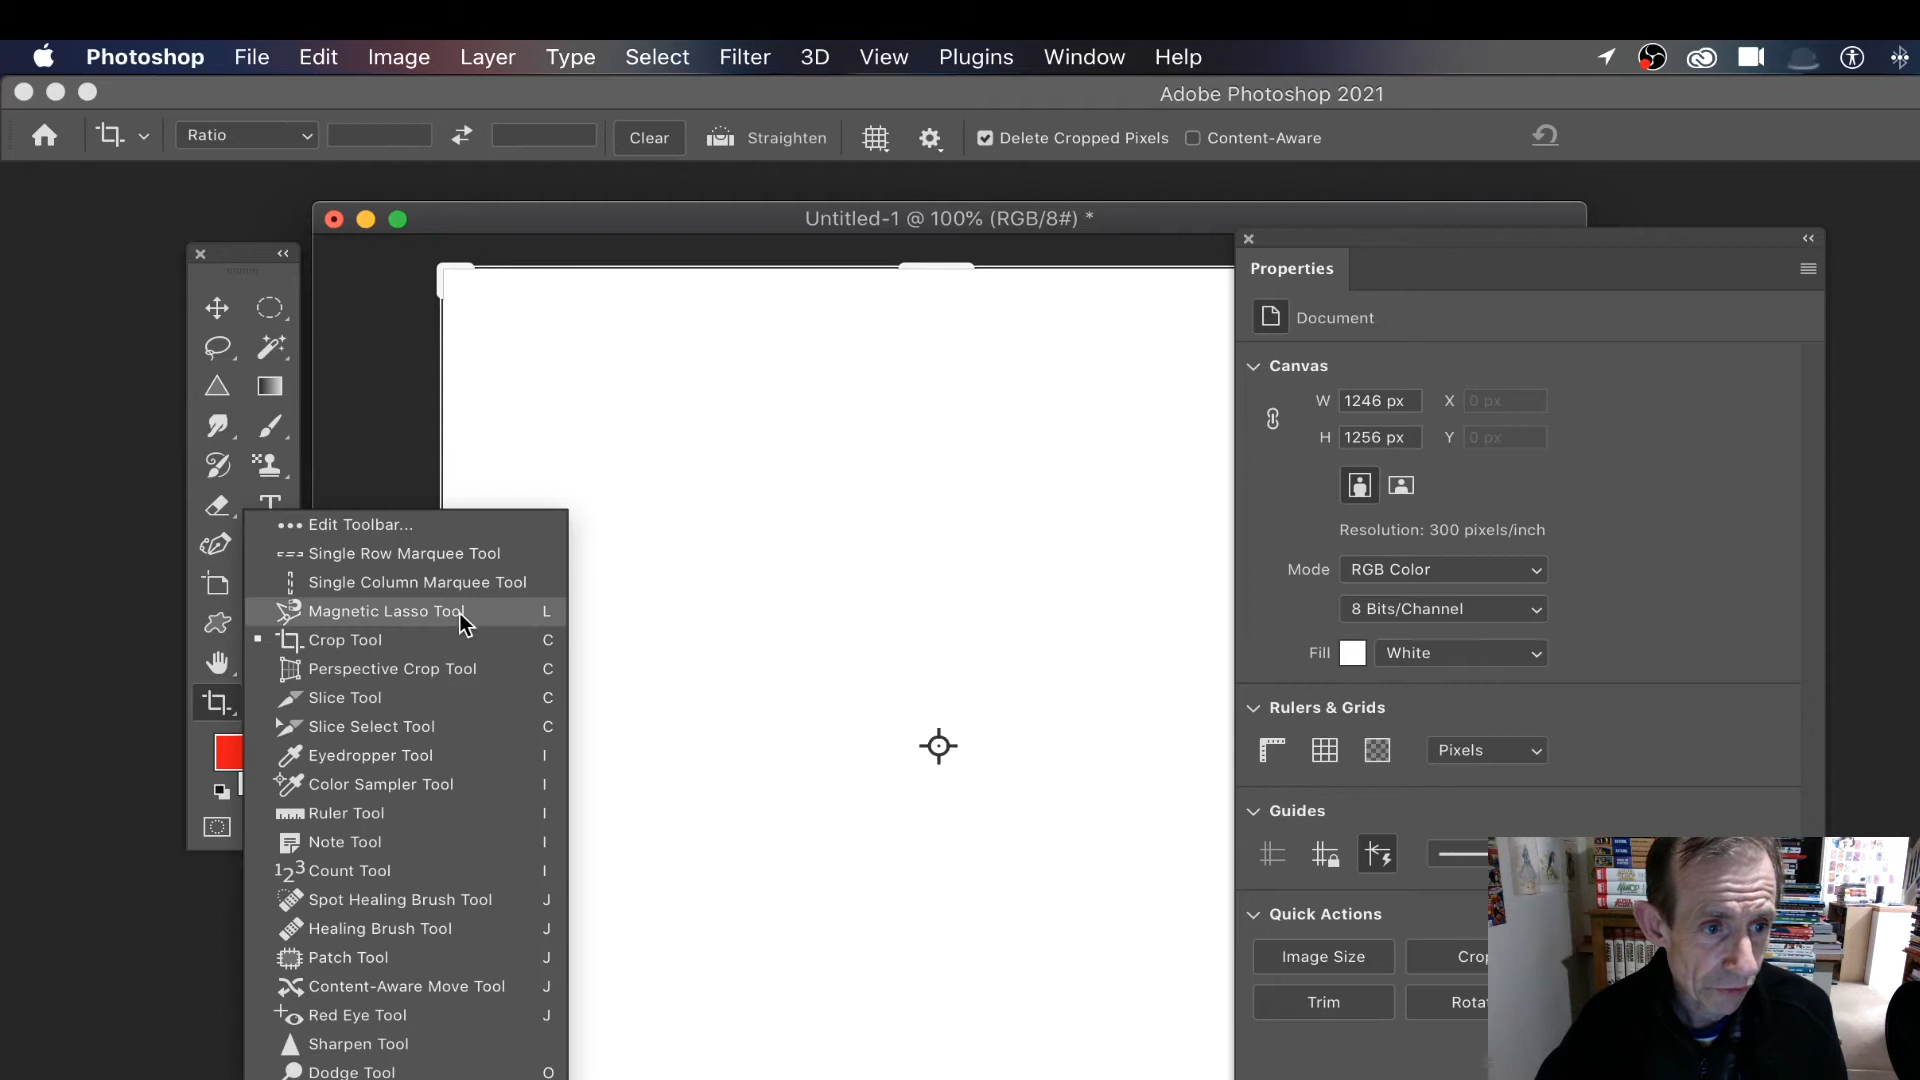 Photoshop File Edit Image Layer Type Select Filter 3D View Plugins Window Help
Adobe Photoshop 2021
Ratio Clear Straighten Delete Cropped Pixels Content-Aware
Untitled-1 @ 100% (RGB/8#) *
Properties
Document
Canvas
W 1246 px X 0 px
H 1256 px Y 0 px
Resolution: 300 pixels/inch
Mode RGB Color
8 Bits/Channel
Fill White
Rulers & Grids
Pixels
Guides
Quick Actions
Image Size Crop
Trim Rotat
Edit Toolbar...
Single Row Marquee Tool
Single Column Marquee Tool
Magnetic Lasso Tool L
Crop Tool C
Perspective Crop Tool C
Slice Tool C
Slice Select Tool C
Eyedropper Tool I
Color Sampler Tool I
Ruler Tool I
Note Tool I
123 Count Tool I
Spot Healing Brush Tool J
Healing Brush Tool J
Patch Tool J
Content-Aware Move Tool J
Red Eye Tool J
Sharpen Tool
Dodge Tool O